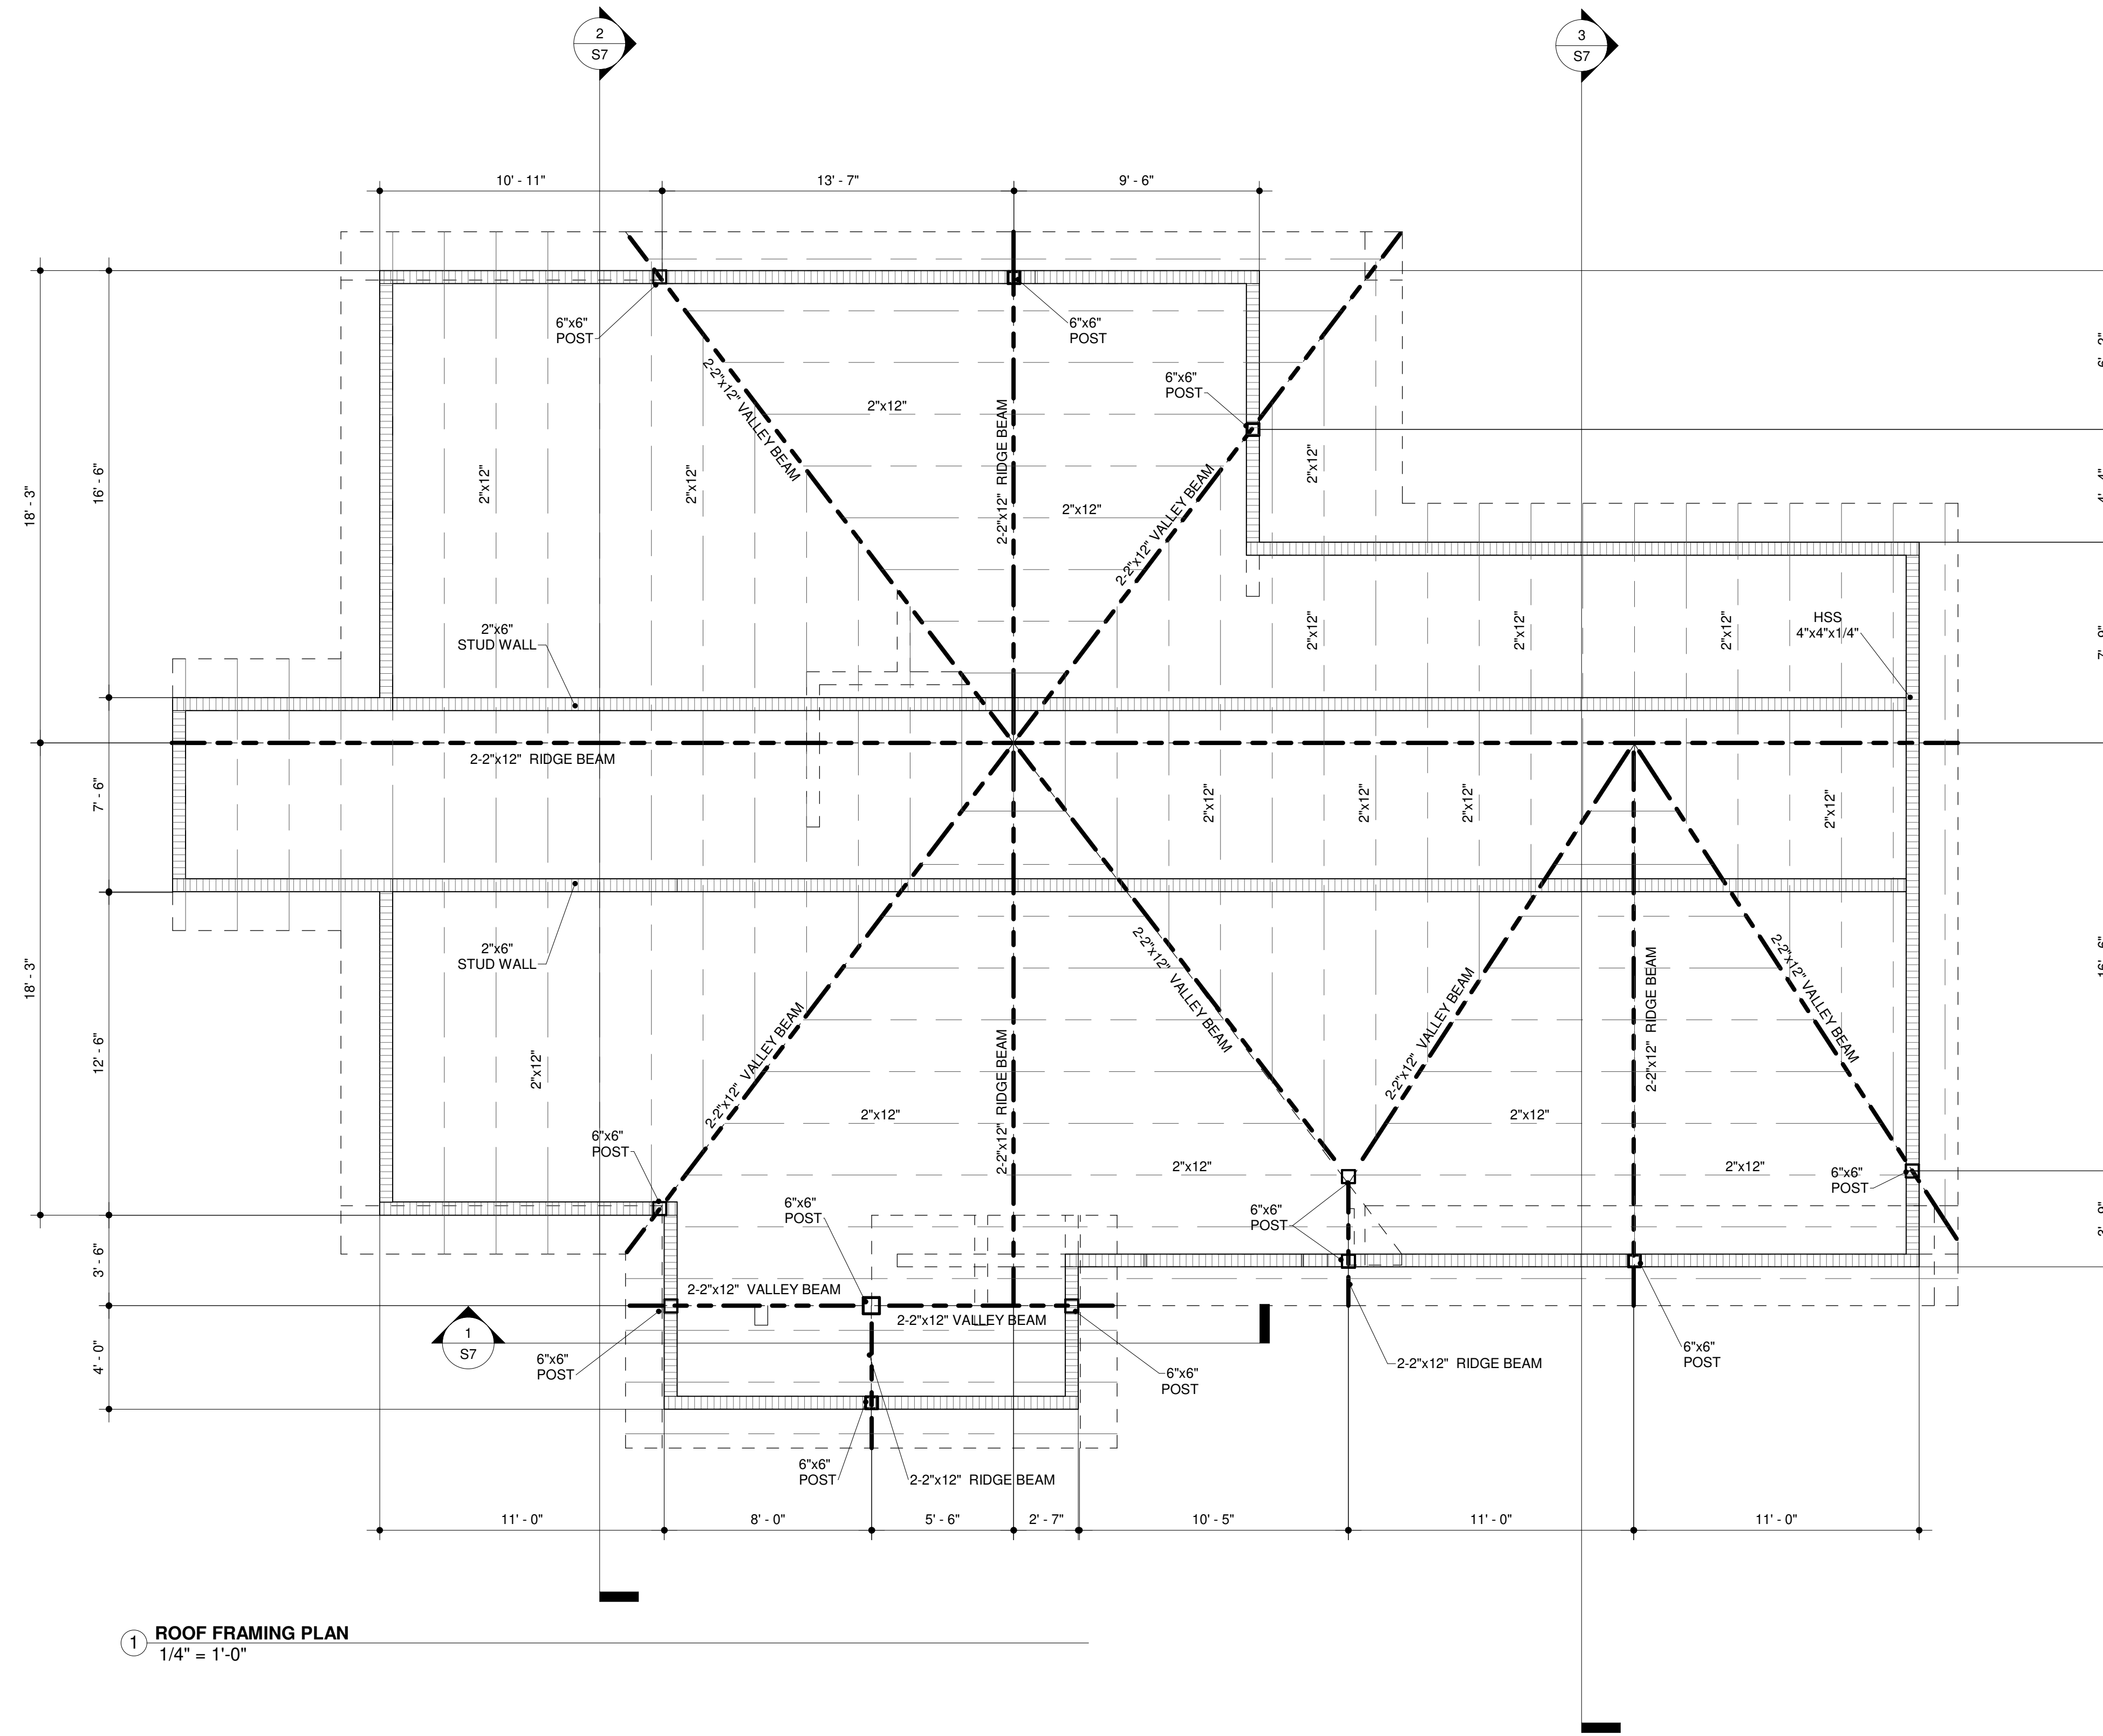 2
S7
3
S7
10' - 11"
13' - 7"
9' - 6"
6"x6"
POST
6"x6"
POST
6"x6"
POST
2-2"x12" VALLEY BEAM
2"x12"
2-2"x12" RIDGE BEAM
2"x12"
2-2"x12" VALLEY BEAM
2"x12"
2"x12"
2"x12"
18' - 3"
16' - 6"
6' - 2"
4' - 4"
2"x6"
STUD WALL
2"x12"
2"x12"
2"x12"
HSS
4"x4"x1/4"
7' - 9"
2-2"x12" RIDGE BEAM
7' - 6"
2"x12"
2"x12"
2"x12"
2"x12"
2"x6"
STUD WALL
18' - 3"
12' - 6"
16' - 6"
2-2"x12" VALLEY BEAM
2-2"x12" RIDGE BEAM
2-2"x12" VALLEY BEAM
2-2"x12" VALLEY BEAM
2-2"x12" RIDGE BEAM
2-2"x12" VALLEY BEAM
2"x12"
2"x12"
2"x12"
2"x12"
2"x12"
6"x6"
POST
6"x6"
POST
6"x6"
POST
6"x6"
POST
3' - 6"
3' - 9"
2-2"x12" VALLEY BEAM
2-2"x12" VALLEY BEAM
1
S7
4' - 0"
6"x6"
POST
6"x6"
POST
2-2"x12" RIDGE BEAM
6"x6"
POST
6"x6"
POST
2-2"x12" RIDGE BEAM
11' - 0"
8' - 0"
5' - 6"
2' - 7"
10' - 5"
11' - 0"
11' - 0"
1
ROOF FRAMING PLAN
1/4" = 1'-0"